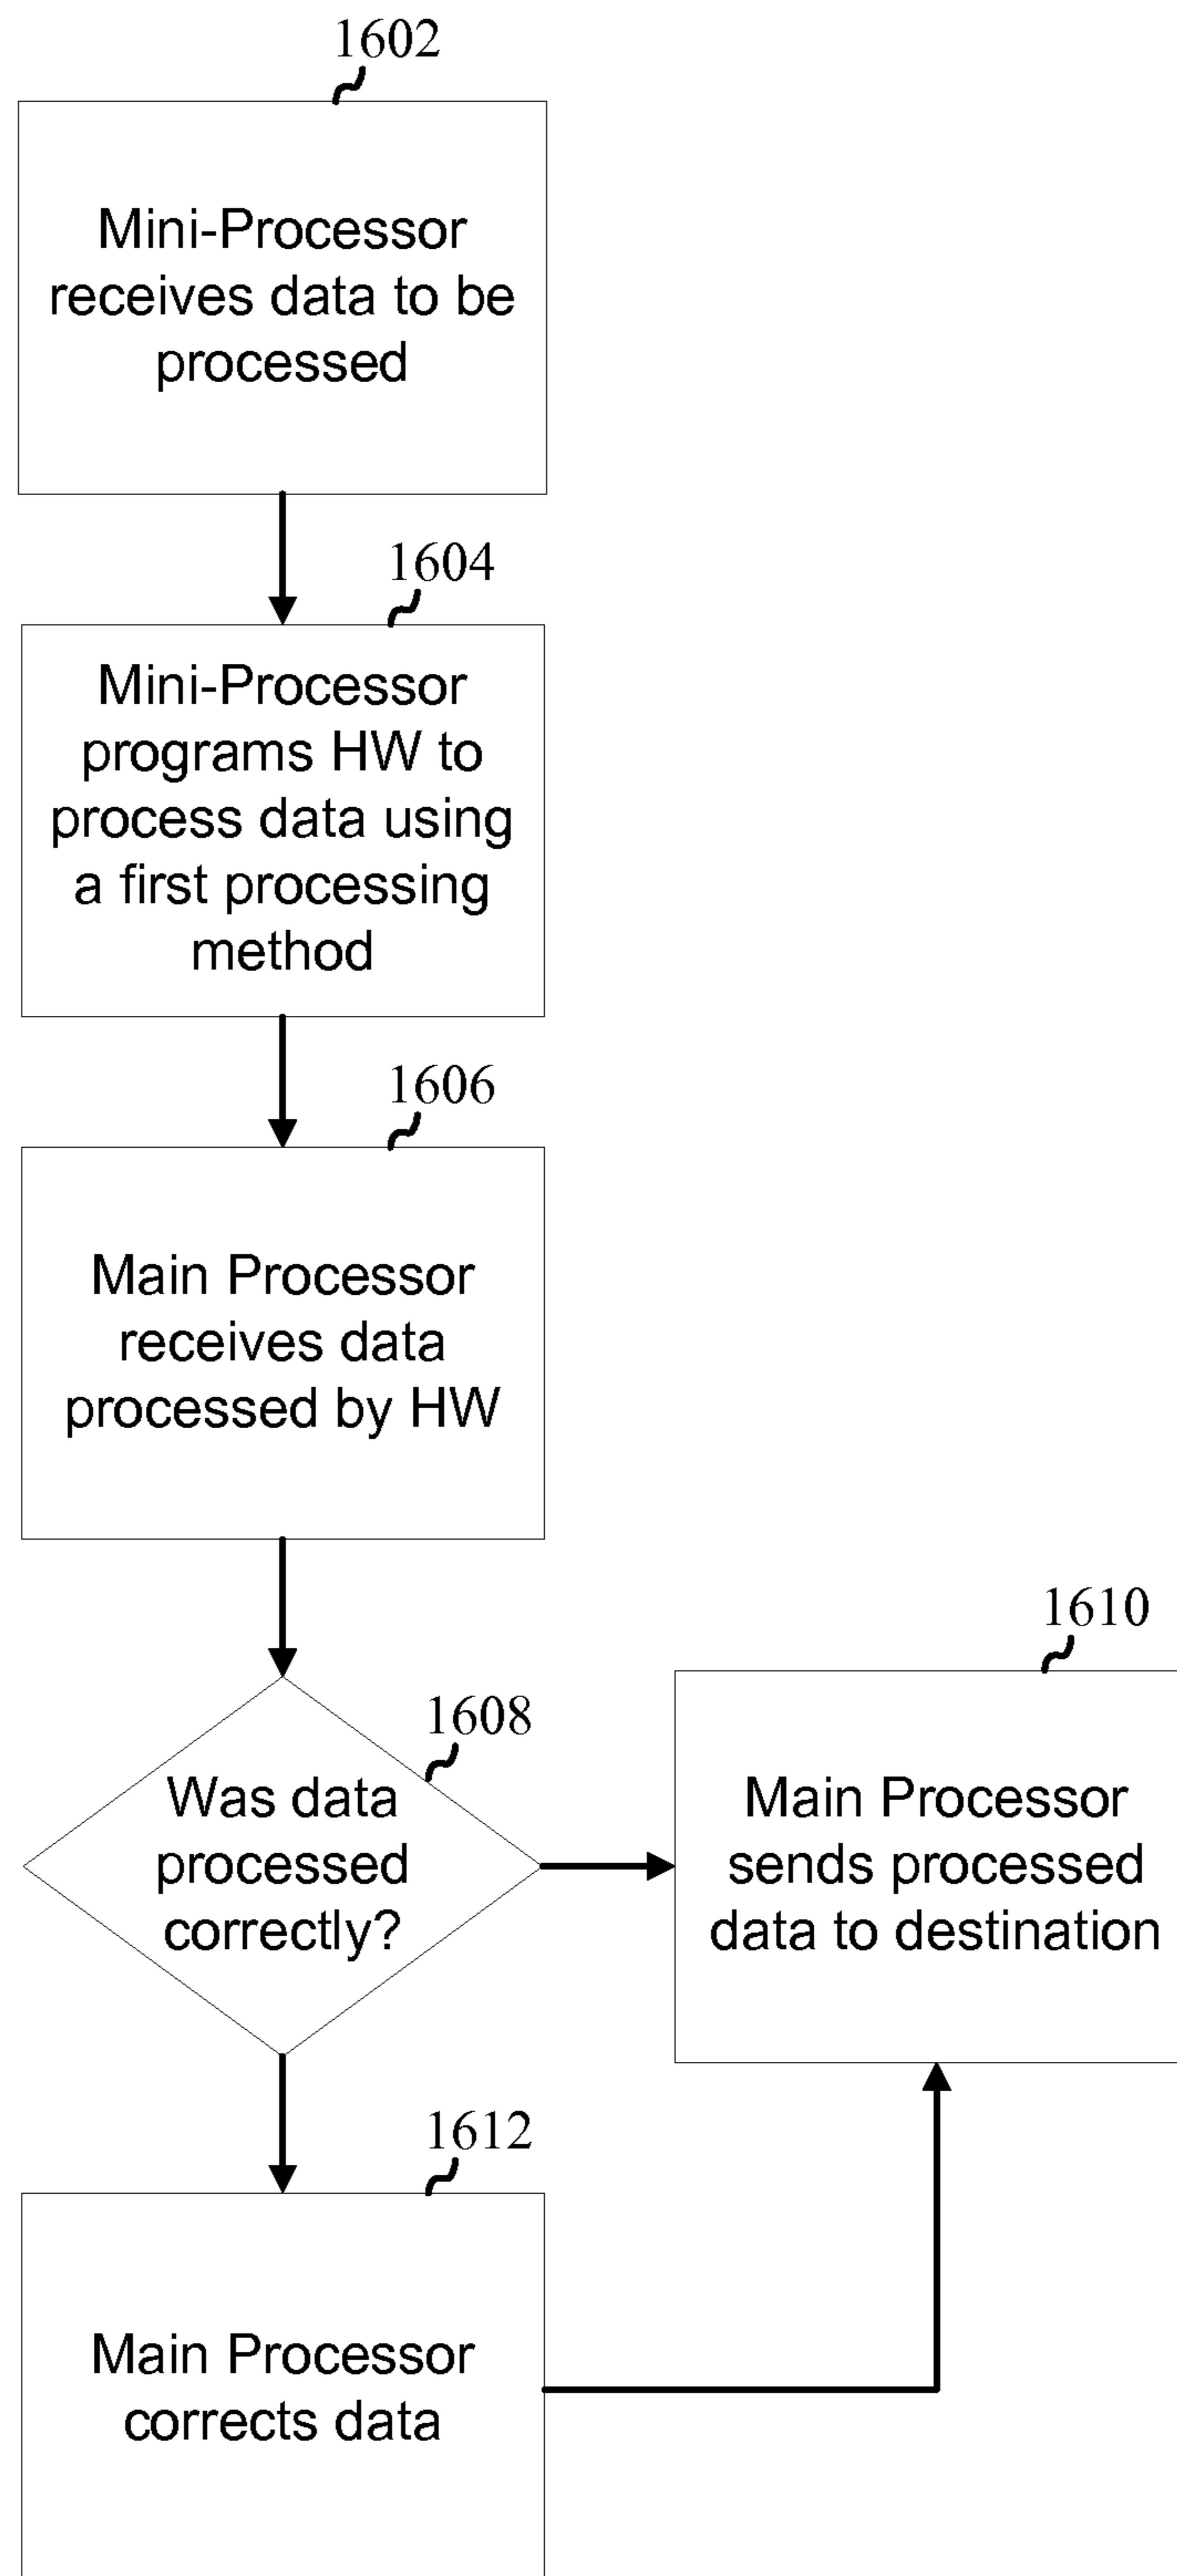 1602
Mini-Processor
receives data to be
processed
1604
Mini-Processor
programs HW to
process data using
a first processing
method
1606
Main Processor
receives data
processed by HW
1608
Was data
processed
correctly?
1610
Main Processor
sends processed
data to destination
1612
Main Processor
corrects data